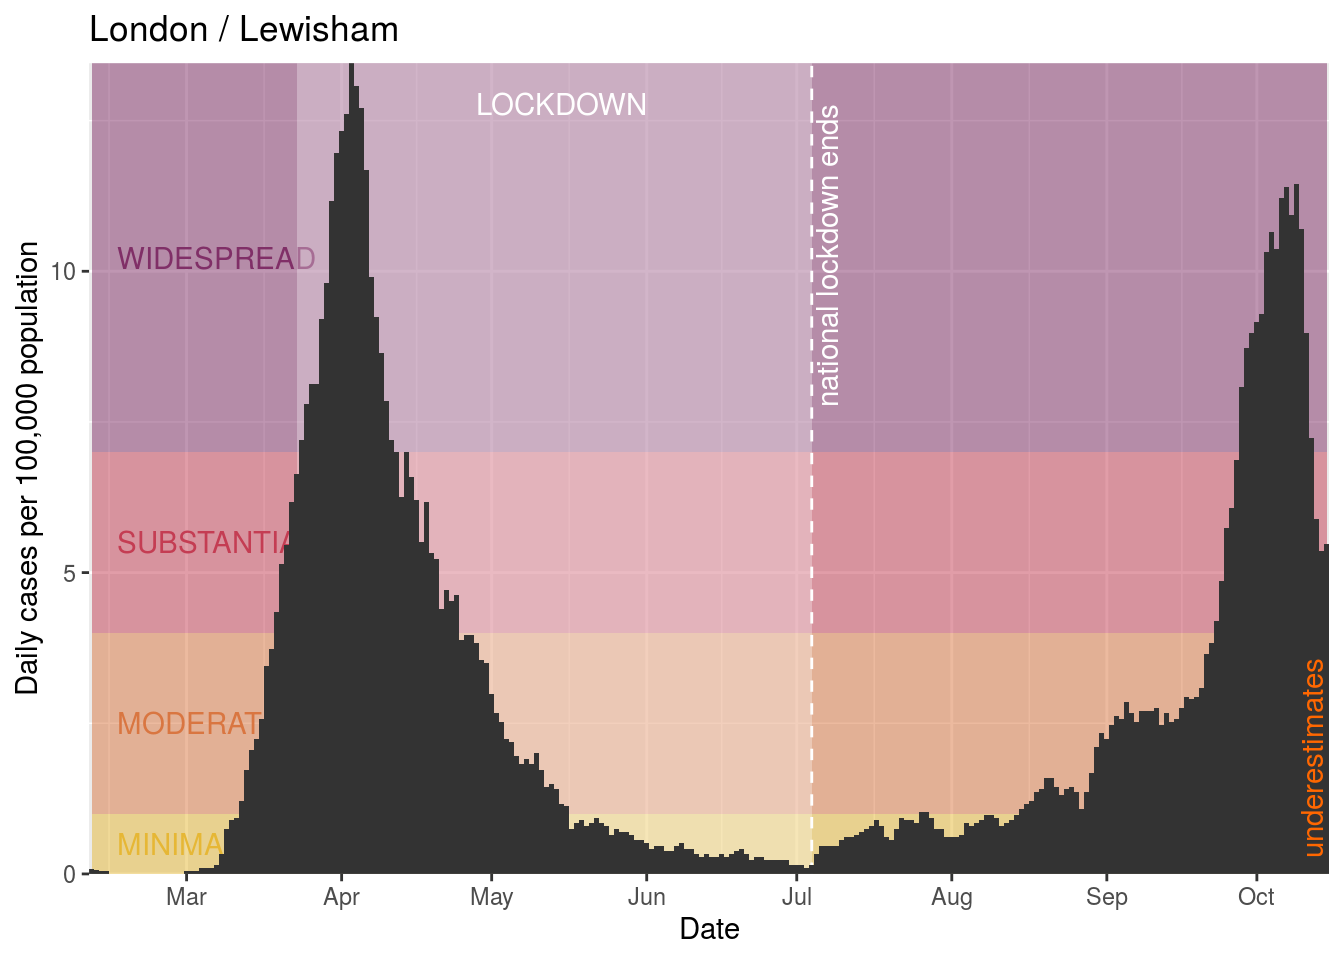 London / Lewisham
LOCKDOWN
national lockdown ends
WIDESPREAD
SUBSTANTIA
MODERAT
MINIMA
underestimates
Daily cases per 100,000 population
10
5
0
Mar Apr May Jun Jul Aug Sep Oct
Date